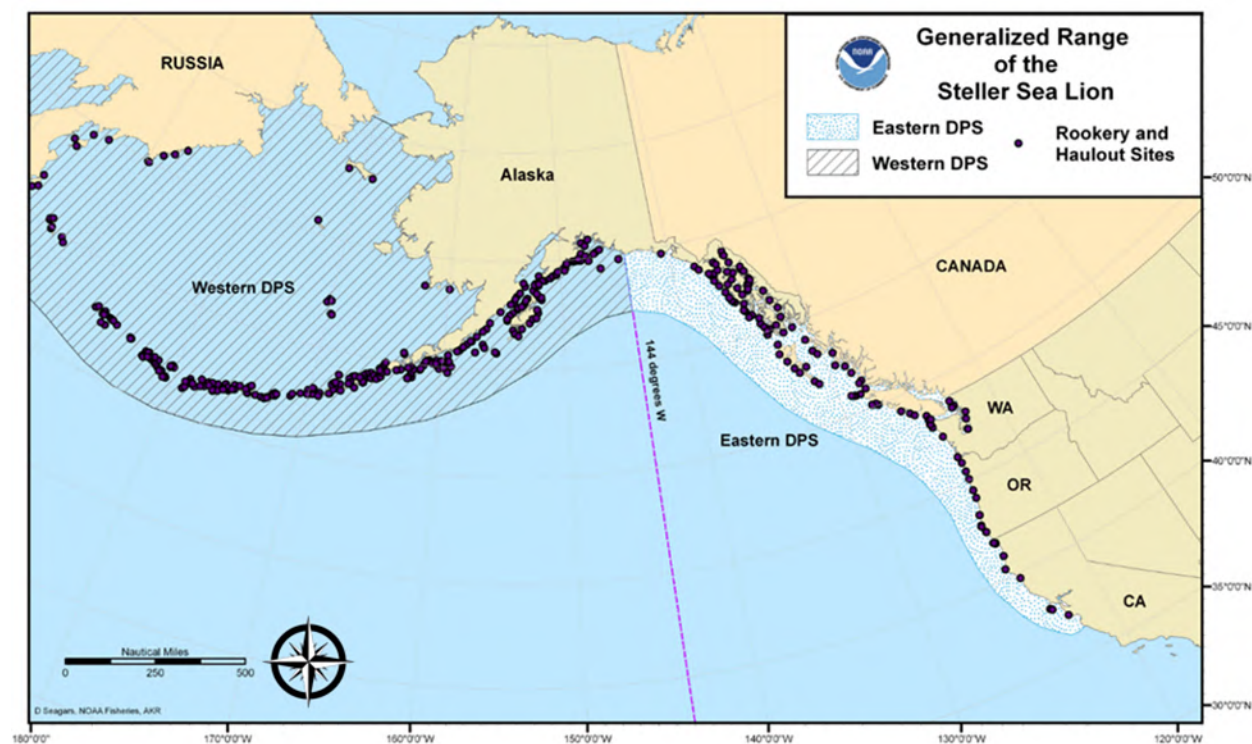 Generalized Range
of the
Steller Sea Lion
NOAA
Eastern DPS
Western DPS
Rookery and
Haulout Sites
RUSSIA
Alaska
CANADA
Western DPS
144 degrees W
Eastern DPS
WA
OR
CA
50°0'0"N
45°0'0"N
40°0'0"N
35°0'0"N
30°0'0"N
Nautical Miles
0 250 500
D Seagars, NOAA Fisheries, AKR
180°0'0"W 170°0'0"W 160°0'0"W 150°0'0"W 140°0'0"W 130°0'0"W 120°0'0"W